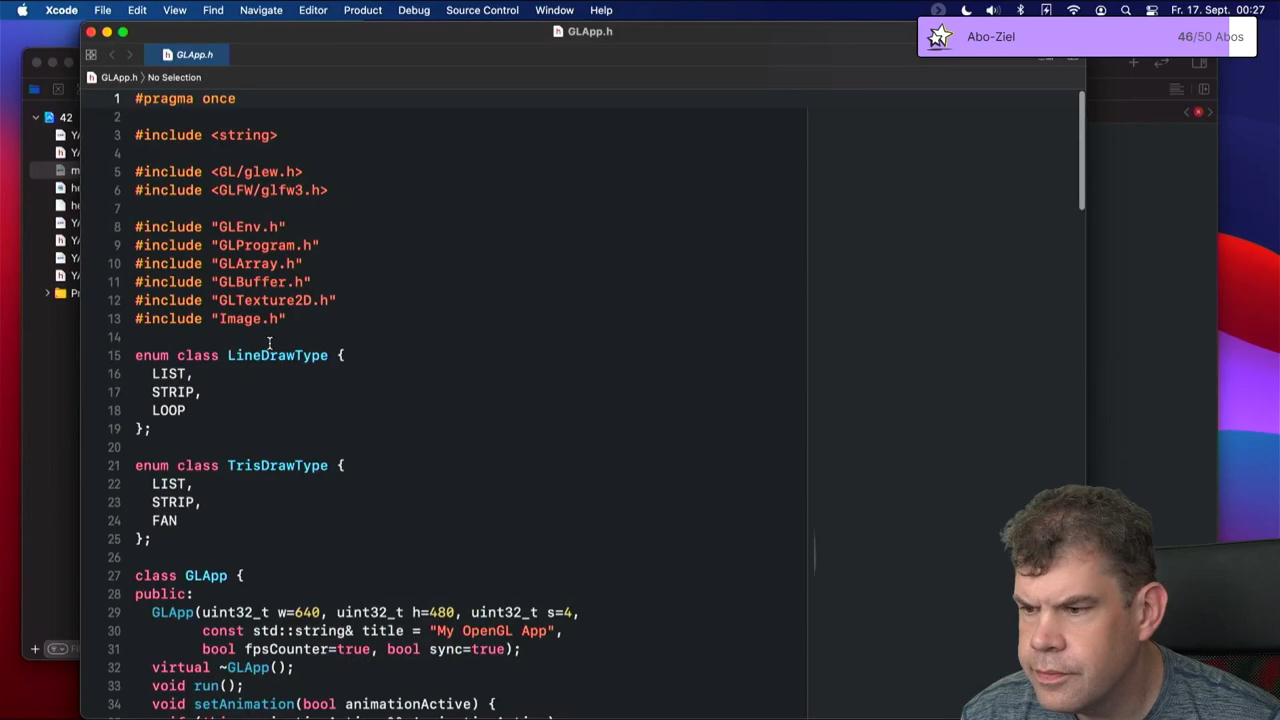 Xcode File Edit View Find Navigate Editor Product Debug Source Control Window Help Fr. 17. Sept. 00:27
GLApp.h
Abo-Ziel 46/50 Abos
GLApp.h
GLApp.h No Selection
42
1 #pragma once
2
3 #include <string>
4
5 #include <GL/glew.h>
6 #include <GLFW/glfw3.h>
7
8 #include "GLEnv.h"
9 #include "GLProgram.h"
10 #include "GLArray.h"
11 #include "GLBuffer.h"
12 #include "GLTexture2D.h"
13 #include "Image.h"
14
15 enum class LineDrawType {
16 LIST,
17 STRIP,
18 LOOP
19 };
20
21 enum class TrisDrawType {
22 LIST,
23 STRIP,
24 FAN
25 };
26
27 class GLApp {
28 public:
29 GLApp(uint32_t w=640, uint32_t h=480, uint32_t s=4,
30 const std::string& title = "My OpenGL App",
31 bool fpsCounter=true, bool sync=true);
32 virtual ~GLApp();
33 void run();
34 void setAnimation(bool animationActive) {